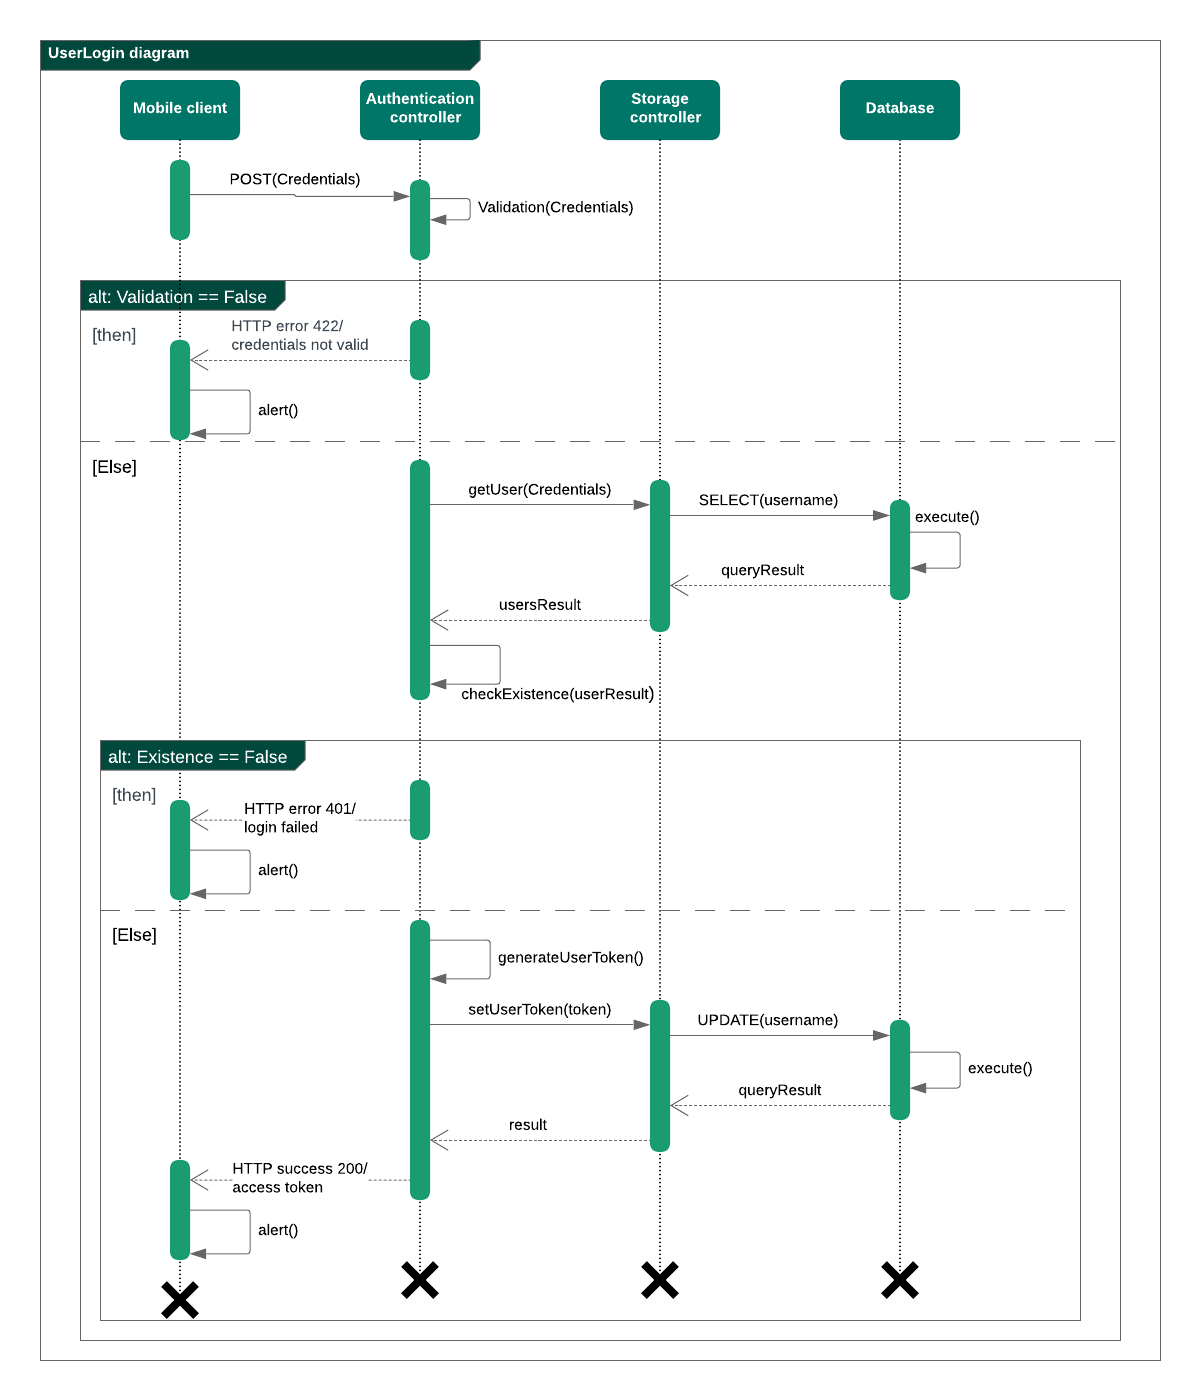 UserLogin diagram
Mobile client
Authentication
controller
Storage
controller
Database
POST(Credentials)
Validation(Credentials)
alt: Validation == False
[then]
HTTP error 422/
credentials not valid
alert()
[Else]
getUser(Credentials)
SELECT(username)
execute()
queryResult
usersResult
checkExistence(userResult)
alt: Existence == False
[then]
HTTP error 401/
login failed
alert()
[Else]
generateUserToken()
setUserToken(token)
UPDATE(username)
execute()
queryResult
result
HTTP success 200/
access token
alert()